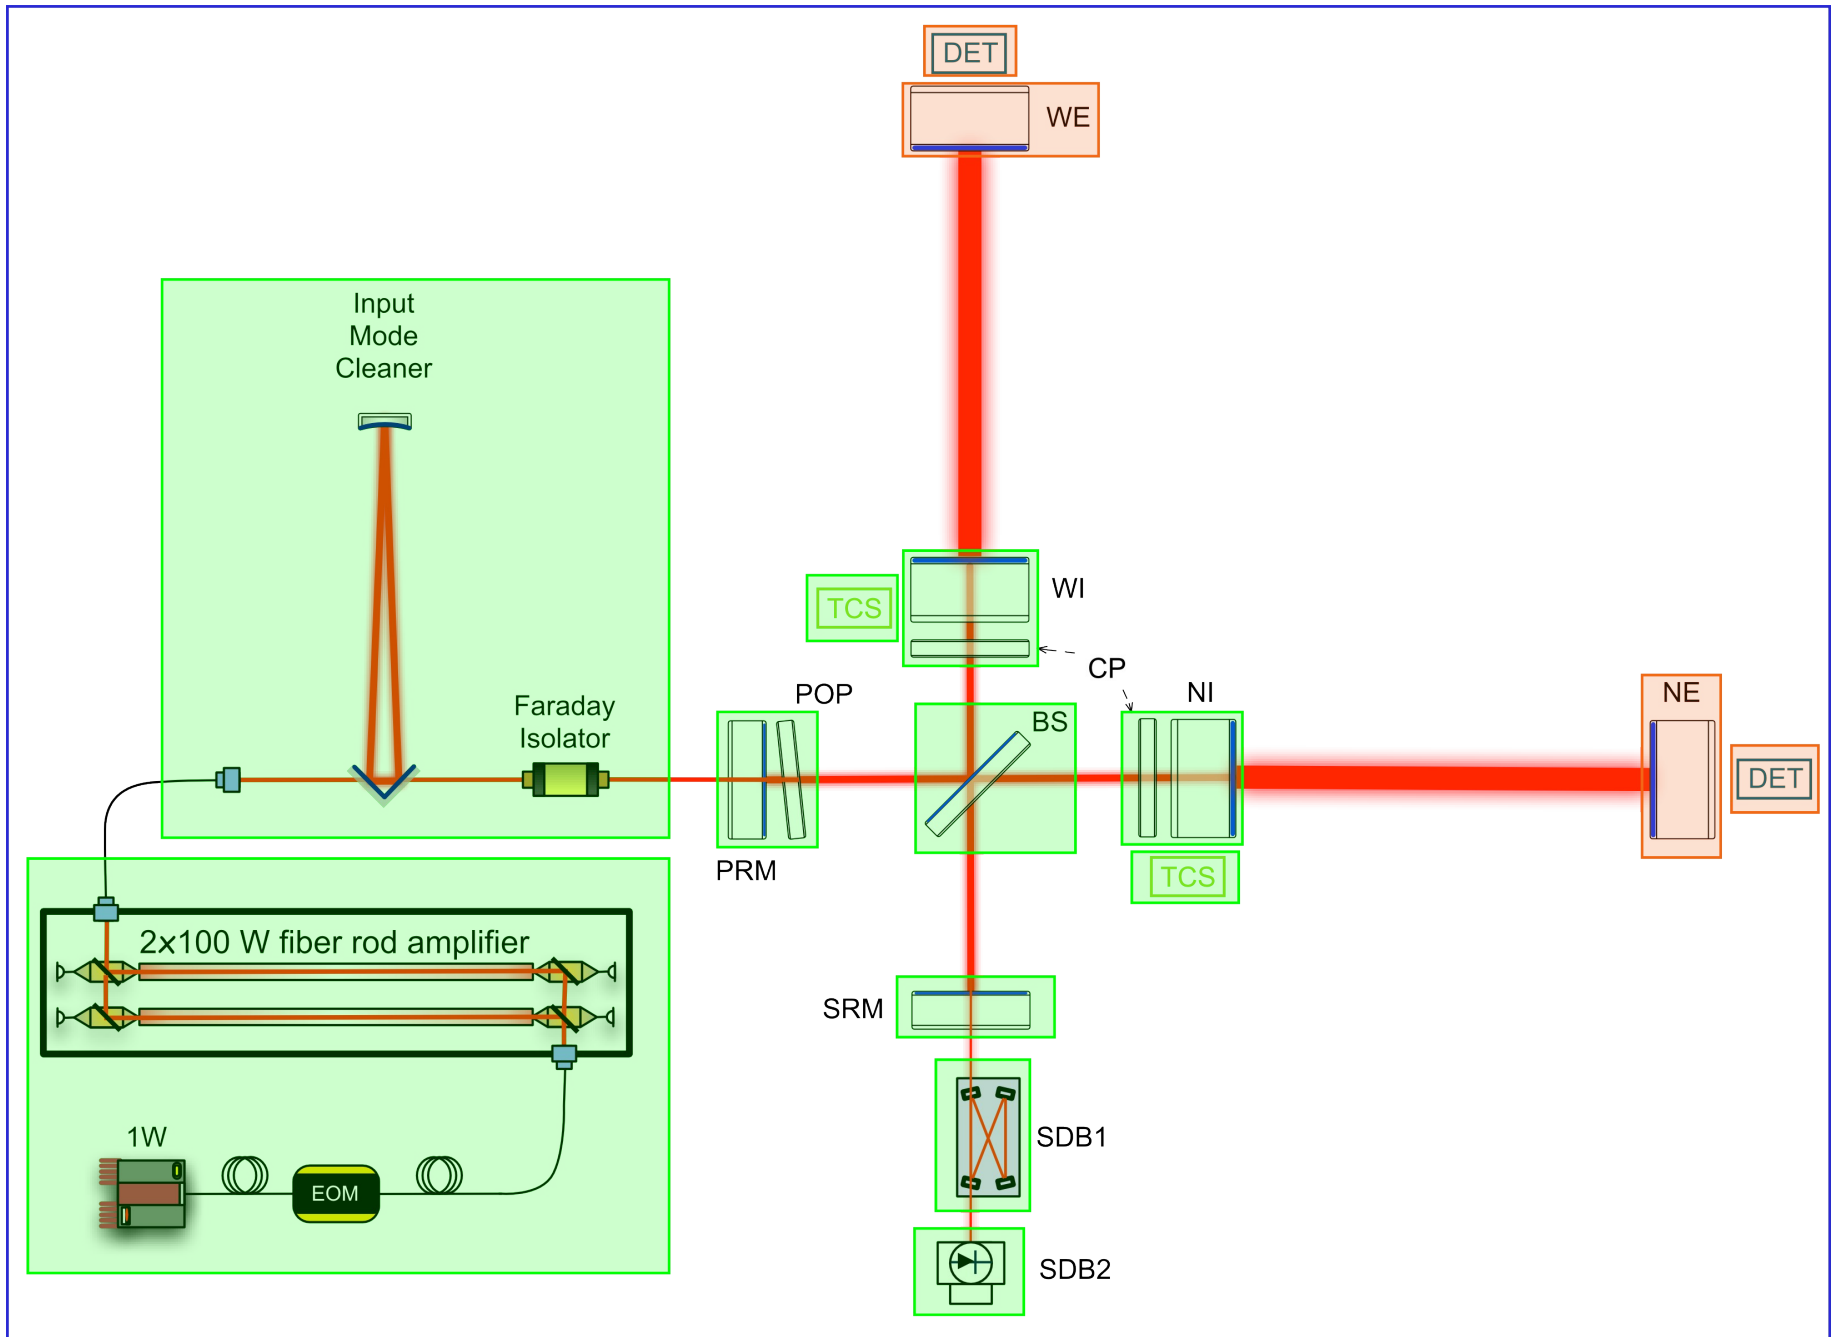 DET
WE
Input
Mode
Cleaner
WI
TCS
CP
POP
NI
NE
Faraday
Isolator
BS
DET
PRM
TCS
2x100 W fiber rod amplifier
SRM
1W
SDB1
EOM
SDB2